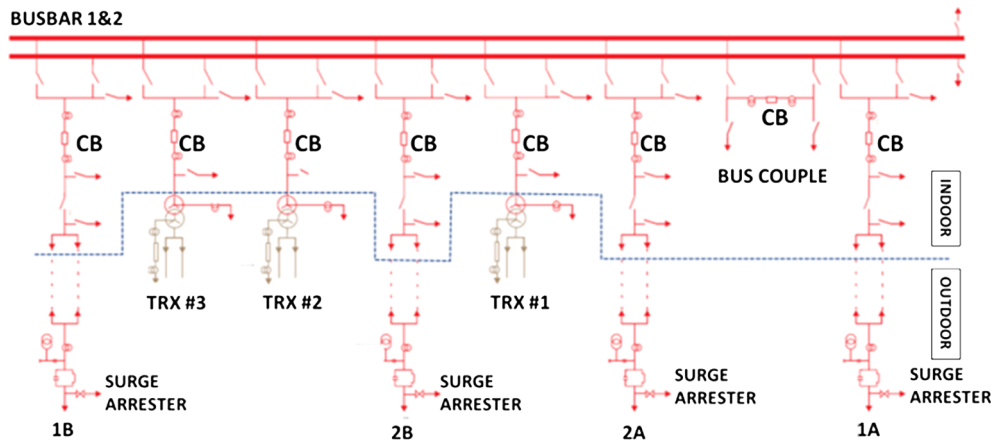 BUSBAR 1&2
CB
CB
CB
CB
CB
CB
CB
CB
BUS COUPLE
INDOOR
OUTDOOR
TRX #3
TRX #2
TRX #1
SURGE
ARRESTER
SURGE
ARRESTER
SURGE
ARRESTER
SURGE
ARRESTER
1B
2B
2A
1A